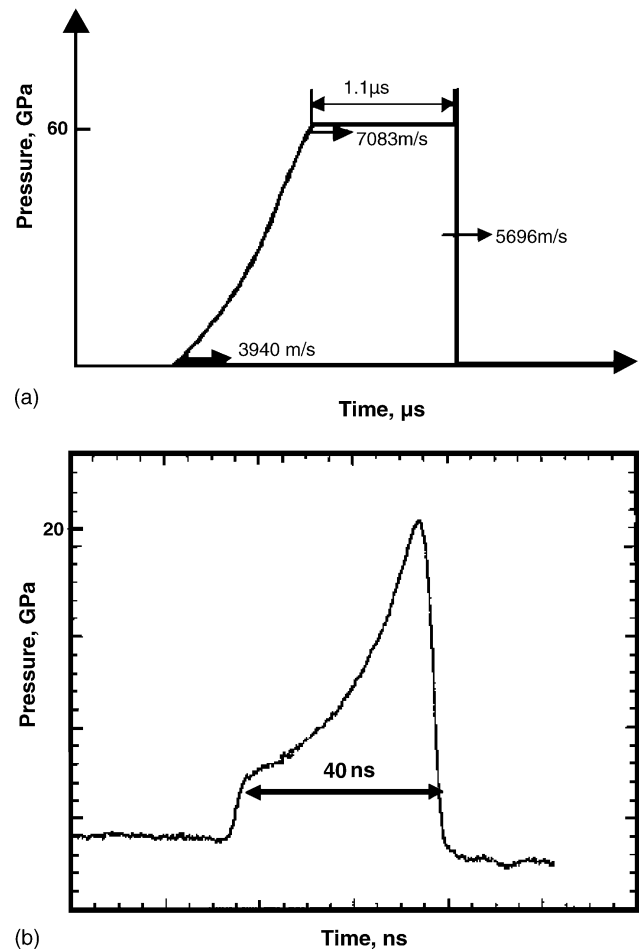 1.1µs
60
7083m/s
Pressure, GPa
5696m/s
3940 m/s
(a)
Time, µs
20
Pressure, GPa
40 ns
(b)
Time, ns